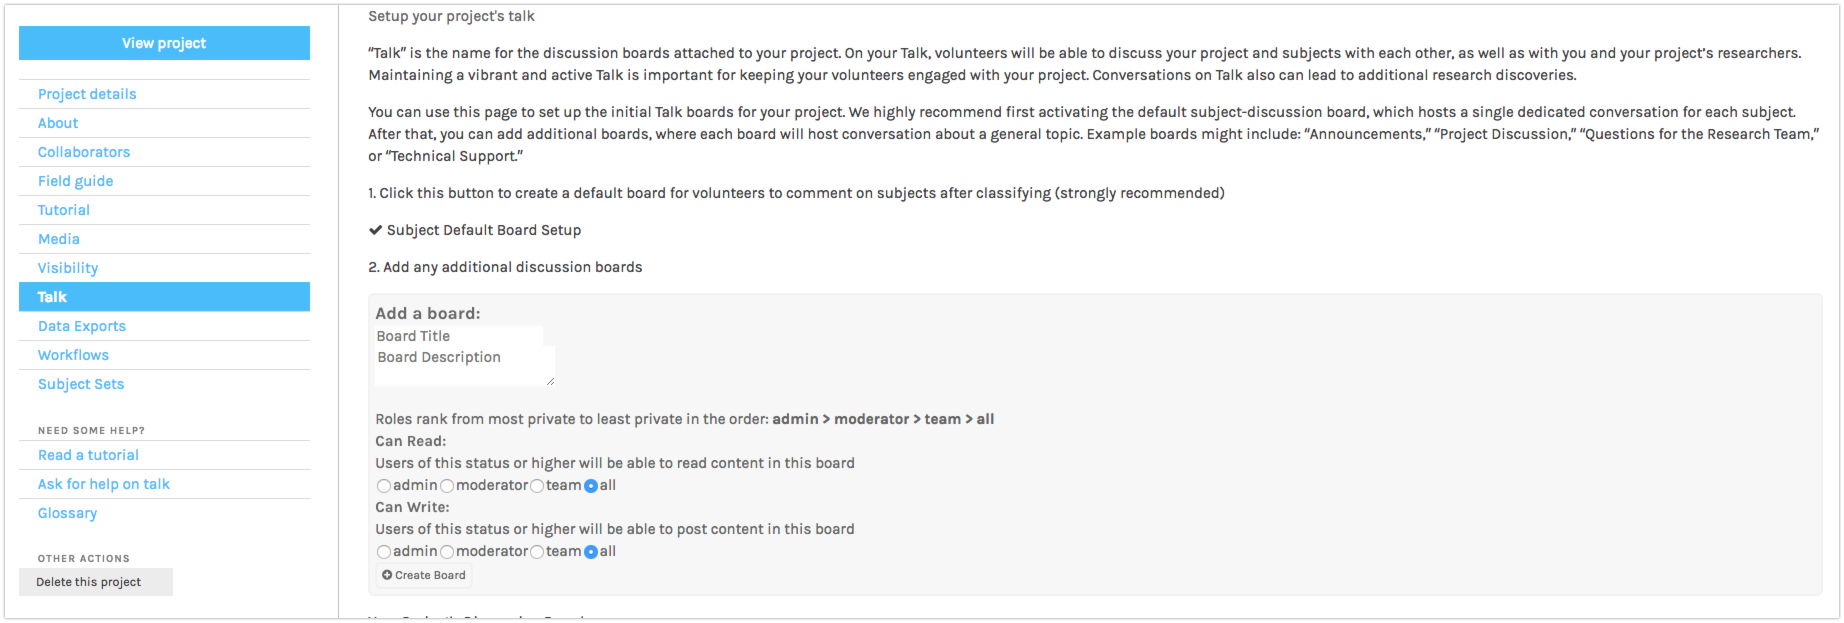 View project
Project details
About
Collaborators
Field guide
Tutorial
Media
Visibility
Talk
Data Exports
Workflows
Subject Sets
NEED SOME HELP?
Read a tutorial
Ask for help on talk
Glossary
OTHER ACTIONS
Delete this project
Setup your project's talk
“Talk” is the name for the discussion boards attached to your project. On your Talk, volunteers will be able to discuss your project and subjects with each other, as well as with you and your project’s researchers.
Maintaining a vibrant and active Talk is important for keeping your volunteers engaged with your project. Conversations on Talk also can lead to additional research discoveries.
You can use this page to set up the initial Talk boards for your project. We highly recommend first activating the default subject-discussion board, which hosts a single dedicated conversation for each subject.
After that, you can add additional boards, where each board will host conversation about a general topic. Example boards might include: “Announcements,” “Project Discussion,” “Questions for the Research Team,”
or “Technical Support.”
1. Click this button to create a default board for volunteers to comment on subjects after classifying (strongly recommended)
Subject Default Board Setup
2. Add any additional discussion boards
Add a board:
Board Title
Board Description
Roles rank from most private to least private in the order: admin > moderator > team > all
Can Read:
Users of this status or higher will be able to read content in this board
admin moderator team all
Can Write:
Users of this status or higher will be able to post content in this board
admin moderator team all
Create Board